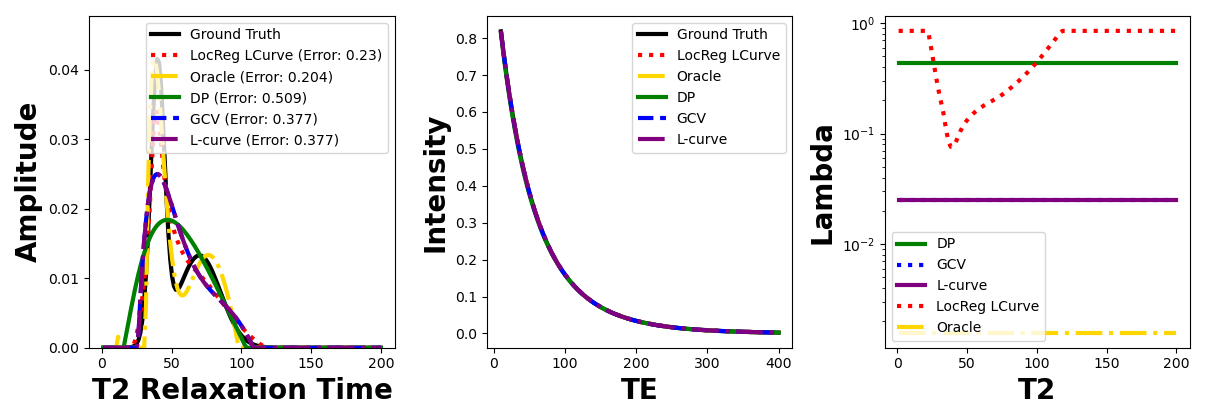 Amplitude
0.04
0.03
0.02
0.01
0.00
Ground Truth
LocReg LCurve (Error: 0.23)
Oracle (Error: 0.204)
DP (Error: 0.509)
GCV (Error: 0.377)
L-curve (Error: 0.377)
0 50 100 150 200
T2 Relaxation Time
Intensity
0.8
0.7
0.6
0.5
0.4
0.3
0.2
0.1
0.0
Ground Truth
LocReg LCurve
Oracle
DP
GCV
L-curve
0 100 200 300 400
TE
Lambda
10⁰
10⁻¹
10⁻²
DP
GCV
L-curve
LocReg LCurve
Oracle
0 50 100 150 200
T2